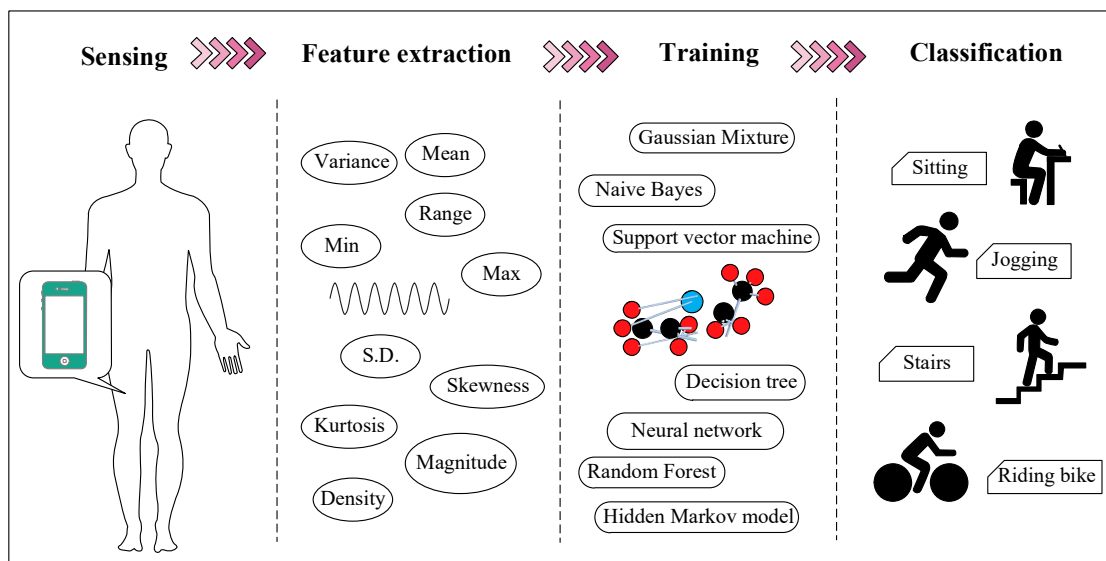 Sensing
Feature extraction
Training
Classification
Variance
Mean
Range
Min
Max
S.D.
Skewness
Kurtosis
Magnitude
Density
Gaussian Mixture
Naive Bayes
Support vector machine
Decision tree
Neural network
Random Forest
Hidden Markov model
Sitting
Jogging
Stairs
Riding bike